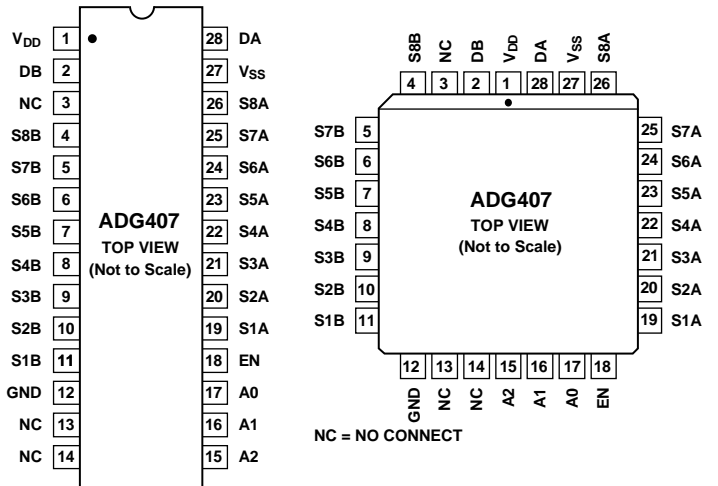 VDD 1 28 DA
DB 2 27 VSS
NC 3 26 S8A
S8B 4 25 S7A
S7B 5 24 S6A
S6B 6 23 S5A
S5B 7 22 S4A
S4B 8 21 S3A
S3B 9 20 S2A
S2B 10 19 S1A
S1B 11 18 EN
GND 12 17 A0
NC 13 16 A1
NC 14 15 A2
ADG407
TOP VIEW
(Not to Scale)
S8B NC DB VDD DA VSS S8A
4 3 2 1 28 27 26
S7B 5 25 S7A
S6B 6 24 S6A
S5B 7 23 S5A
S4B 8 22 S4A
S3B 9 21 S3A
S2B 10 20 S2A
S1B 11 19 S1A
ADG407
TOP VIEW
(Not to Scale)
12 13 14 15 16 17 18
GND NC NC A2 A1 A0 EN
NC = NO CONNECT